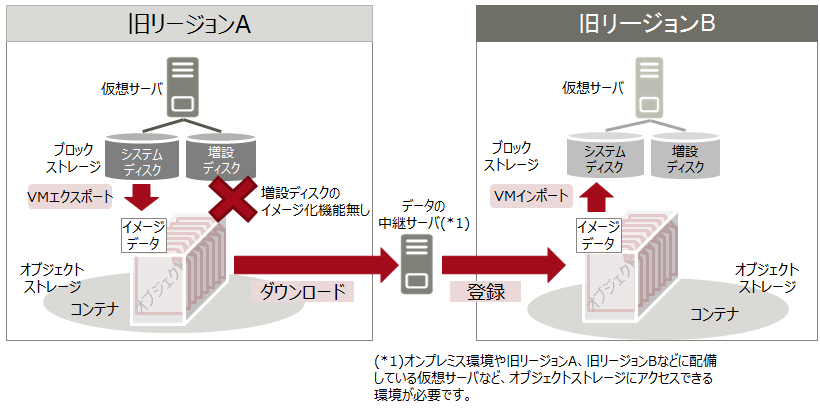 旧リージョンA
仮想サーバ
ブロック
ストレージ
システム
ディスク
増設
ディスク
VMエクスポート
増設ディスクの
イメージ化機能無し
イメージ
データ
オブジェクト
オブジェクト
ストレージ
コンテナ
ダウンロード
データの
中継サーバ(*1)
登録
旧リージョンB
仮想サーバ
ブロック
ストレージ
システム
ディスク
増設
ディスク
VMインポート
イメージ
データ
オブジェクト
オブジェクト
ストレージ
コンテナ
(*1)オンプレミス環境や旧リージョンA、旧リージョンBなどに配備
している仮想サーバなど、オブジェクトストレージにアクセスできる
環境が必要です。